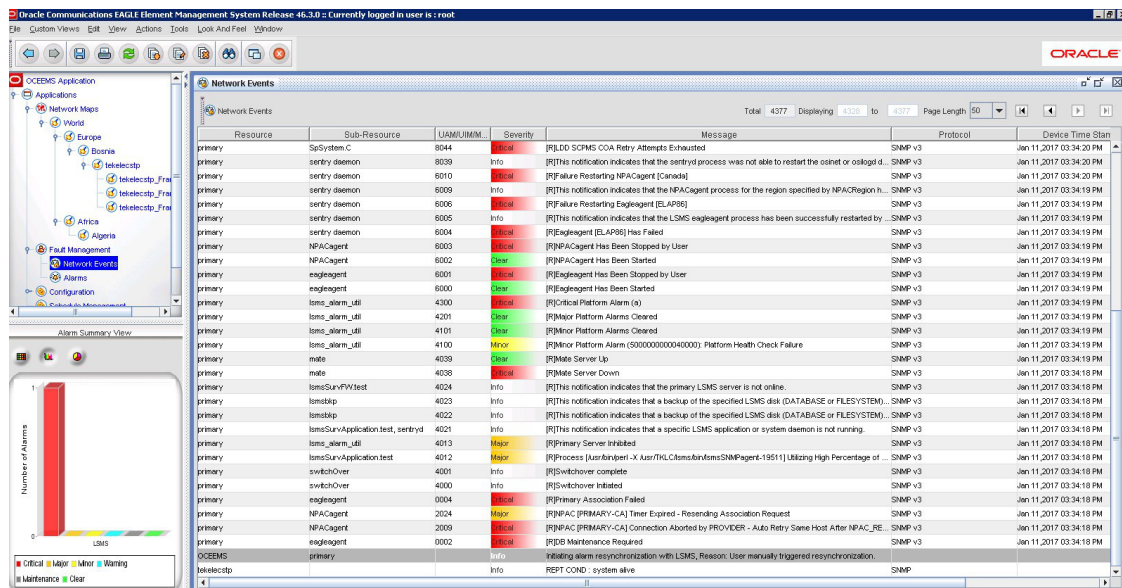 Oracle Communications EAGLE Element Management System Release 46.3.0 :: Currently logged in user is : root
File Custom Views Edit View Actions Tools Look And Feel Window
ORACLE
OCEEMS Application
Applications
Network Maps
World
Europe
Bosnia
tekelecstp
tekelecstp_Fra
tekelecstp_Fra
tekelecstp_Fra
Africa
Algeria
Fault Management
Network Events
Alarms
Configuration
Schedule Management
Alarm Summary View
Number of Alarms
1
0
LSMS
Critical Major Minor Warning
Maintenance Clear
Network Events
Network Events Total 4377 Displaying 4328 to 4377 Page Length 50
Resource Sub-Resource UAM/UIM/M... Severity Message Protocol Device Time Stan
primary SpSystem.C 8044 Critical [R]LDD SCPMS COA Retry Attempts Exhausted SNMP v3 Jan 11,2017 03:34:20 PM
primary sentry daemon 8039 Info [R]This notification indicates that the sentryd process was not able to restart the osinet or osilogd d... SNMP v3 Jan 11,2017 03:34:20 PM
primary sentry daemon 6010 Critical [R]Failure Restarting NPACagent [Canada] SNMP v3 Jan 11,2017 03:34:20 PM
primary sentry daemon 6009 Info [R]This notification indicates that the NPACagent process for the region specified by NPACRegion h... SNMP v3 Jan 11,2017 03:34:19 PM
primary sentry daemon 6006 Critical [R]Failure Restarting Eagleagent [ELAP86] SNMP v3 Jan 11,2017 03:34:19 PM
primary sentry daemon 6005 Info [R]This notification indicates that the LSMS eagleagent process has been successfully restarted by ... SNMP v3 Jan 11,2017 03:34:19 PM
primary sentry daemon 6004 Critical [R]Eagleagent [ELAP86] Has Failed SNMP v3 Jan 11,2017 03:34:19 PM
primary NPACagent 6003 Critical [R]NPACagent Has Been Stopped by User SNMP v3 Jan 11,2017 03:34:19 PM
primary NPACagent 6002 Clear [R]NPACagent Has Been Started SNMP v3 Jan 11,2017 03:34:19 PM
primary eagleagent 6001 Critical [R]Eagleagent Has Been Stopped by User SNMP v3 Jan 11,2017 03:34:19 PM
primary eagleagent 6000 Clear [R]Eagleagent Has Been Started SNMP v3 Jan 11,2017 03:34:19 PM
primary lsms_alarm_util 4300 Critical [R]Critical Platform Alarm (a) SNMP v3 Jan 11,2017 03:34:19 PM
primary lsms_alarm_util 4201 Clear [R]Major Platform Alarms Cleared SNMP v3 Jan 11,2017 03:34:19 PM
primary lsms_alarm_util 4101 Clear [R]Minor Platform Alarms Cleared SNMP v3 Jan 11,2017 03:34:19 PM
primary lsms_alarm_util 4100 Minor [R]Minor Platform Alarm (5000000000040000): Platform Health Check Failure SNMP v3 Jan 11,2017 03:34:19 PM
primary mate 4039 Clear [R]Mate Server Up SNMP v3 Jan 11,2017 03:34:19 PM
primary mate 4038 Critical [R]Mate Server Down SNMP v3 Jan 11,2017 03:34:18 PM
primary lsmsSurvFW.test 4024 Info [R]This notification indicates that the primary LSMS server is not online. SNMP v3 Jan 11,2017 03:34:18 PM
primary lsmsbkp 4023 Info [R]This notification indicates that a backup of the specified LSMS disk (DATABASE or FILESYSTEM)... SNMP v3 Jan 11,2017 03:34:18 PM
primary lsmsbkp 4022 Info [R]This notification indicates that a backup of the specified LSMS disk (DATABASE or FILESYSTEM)... SNMP v3 Jan 11,2017 03:34:18 PM
primary lsmsSurvApplication.test, sentryd 4021 Info [R]This notification indicates that a specific LSMS application or system daemon is not running. SNMP v3 Jan 11,2017 03:34:18 PM
primary lsms_alarm_util 4013 Major [R]Primary Server Inhibited SNMP v3 Jan 11,2017 03:34:18 PM
primary lsmsSurvApplication.test 4012 Major [R]Process [/usr/bin/perl -X /usr/TKLC/lsms/bin/lsmsSNMPagent-19511] Utilizing High Percentage of ... SNMP v3 Jan 11,2017 03:34:18 PM
primary switchOver 4001 Info [R]Switchover complete SNMP v3 Jan 11,2017 03:34:18 PM
primary switchOver 4000 Info [R]Switchover Initiated SNMP v3 Jan 11,2017 03:34:18 PM
primary eagleagent 0004 Critical [R]Primary Association Failed SNMP v3 Jan 11,2017 03:34:18 PM
primary NPACagent 2024 Major [R]NPAC [PRIMARY-CA] Timer Expired - Resending Association Request SNMP v3 Jan 11,2017 03:34:18 PM
primary NPACagent 2009 Critical [R]NPAC [PRIMARY-CA] Connection Aborted by PROVIDER - Auto Retry Same Host After NPAC_RE... SNMP v3 Jan 11,2017 03:34:18 PM
primary eagleagent 0002 Critical [R]DB Maintenance Required SNMP v3 Jan 11,2017 03:34:18 PM
OCEEMS primary Info Initiating alarm resynchronization with LSMS, Reason: User manually triggered resynchronization.
tekelecstp Info REPT COND : system alive SNMP Jan 11,2017 03:34:18 PM